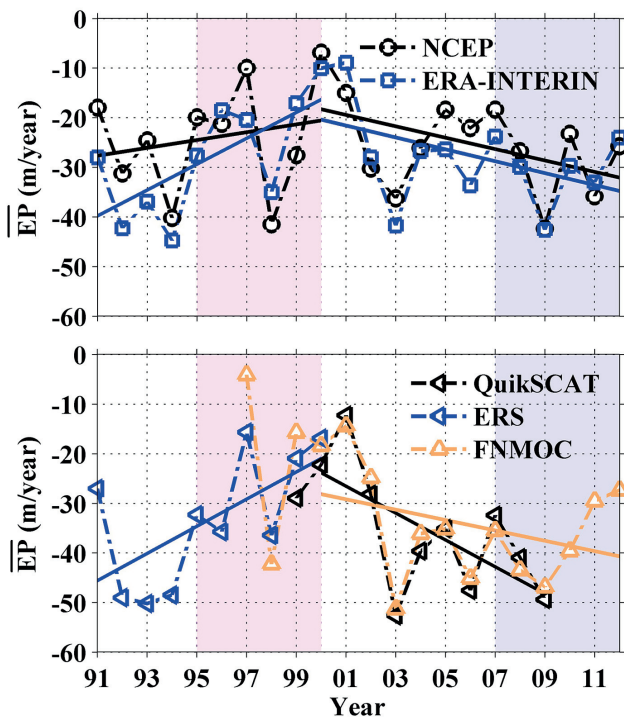 0
-10
-20
-30
-40
-50
-60
EP (m/year)
NCEP
ERA-INTERIN
0
-10
-20
-30
-40
-50
-60
EP (m/year)
QuikSCAT
ERS
FNMOC
91 93 95 97 99 01 03 05 07 09 11
Year